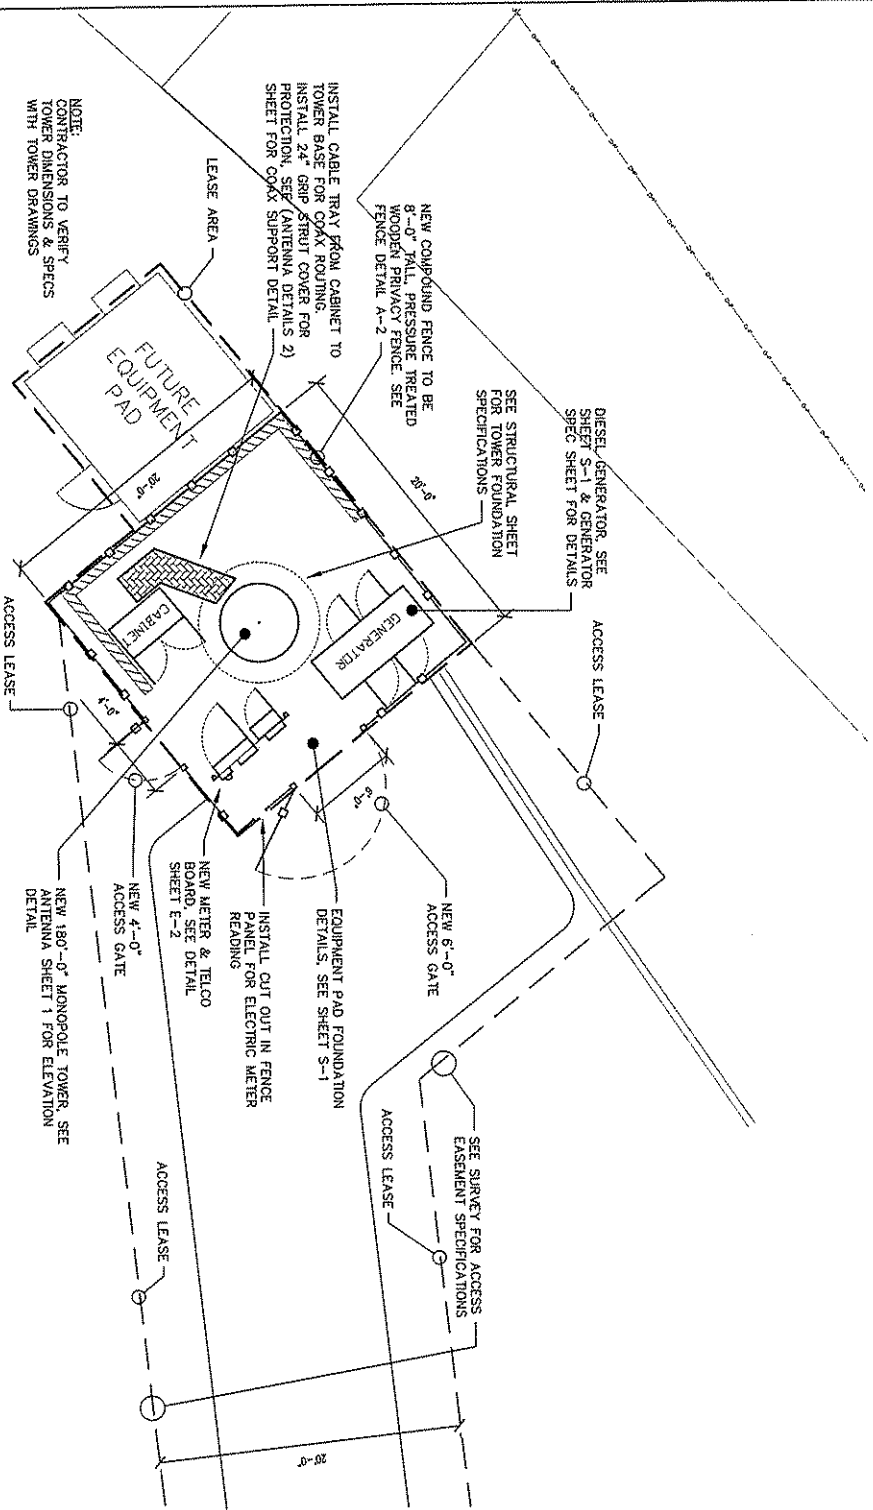 DIESEL GENERATOR, SEE
SHEET S-1 & GENERATOR
SPEC SHEET FOR DETAILS
ACCESS LEASE
SEE STRUCTURAL SHEET
FOR TOWER FOUNDATION
SPECIFICATIONS
NEW COMPOUND FENCE TO BE
8'-0" TALL, PRESSURE TREATED
WOODEN PRIVACY FENCE. SEE
FENCE DETAIL A-2
INSTALL CABLE TRAY FROM CABINET TO
TOWER BASE FOR COAX ROUTING.
INSTALL 24" GRIP STRUT COVER FOR
PROTECTION, SEE (ANTENNA DETAILS 2)
SHEET FOR COAX SUPPORT DETAIL
LEASE AREA
NOTE:
CONTRACTOR TO VERIFY
TOWER DIMENSIONS & SPECS
WITH TOWER DRAWINGS
FUTURE
EQUIPMENT
PAD
20'-0"
20'-0"
GENERATOR
CABINET
4'-0"
6'-0"
ACCESS LEASE
NEW 6'-0"
ACCESS GATE
EQUIPMENT PAD FOUNDATION
DETAILS, SEE SHEET S-1
INSTALL CUT OUT IN FENCE
PANEL FOR ELECTRIC METER
READING
NEW METER & TELCO
BOARD, SEE DETAIL
SHEET E-2
NEW 4'-0"
ACCESS GATE
NEW 180'-0" MONOPOLE TOWER, SEE
ANTENNA SHEET 1 FOR ELEVATION
DETAIL
SEE SURVEY FOR ACCESS
EASEMENT SPECIFICATIONS
ACCESS LEASE
ACCESS LEASE
20'-0"